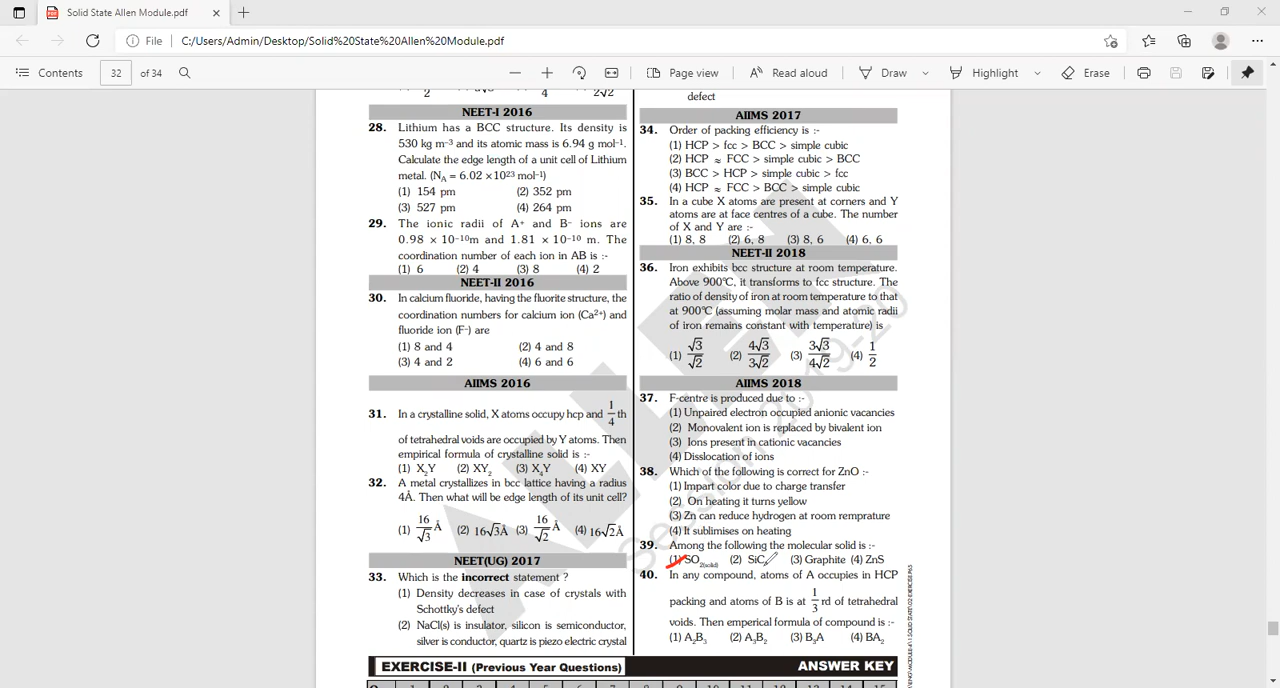 Solid State Allen Module.pdf
File
C:/Users/Admin/Desktop/Solid%20State%20Allen%20Module.pdf
Contents
32
of 34
Page view
Read aloud
Draw
Highlight
Erase
2
4
2√2
NEET-I 2016
28. Lithium has a BCC structure. Its density is
530 kg m⁻³ and its atomic mass is 6.94 g mol⁻¹.
Calculate the edge length of a unit cell of Lithium
metal. (N_A = 6.02 ×10²³ mol⁻¹)
(1) 154 pm (2) 352 pm
(3) 527 pm (4) 264 pm
29. The ionic radii of A⁺ and B⁻ ions are
0.98 × 10⁻¹⁰m and 1.81 × 10⁻¹⁰ m. The
coordination number of each ion in AB is :-
(1) 6 (2) 4 (3) 8 (4) 2
NEET-II 2016
30. In calcium fluoride, having the fluorite structure, the
coordination numbers for calcium ion (Ca²⁺) and
fluoride ion (F⁻) are
(1) 8 and 4 (2) 4 and 8
(3) 4 and 2 (4) 6 and 6
AIIMS 2016
31. In a crystalline solid, X atoms occupy hcp and 1/4 th
of tetrahedral voids are occupied by Y atoms. Then
empirical formula of crystalline solid is :-
(1) X₂Y (2) XY₂ (3) X₄Y (4) XY
32. A metal crystallizes in bcc lattice having a radius
4Å. Then what will be edge length of its unit cell?
(1) 16/√3 Å (2) 16√3Å (3) 16/√2 Å (4) 16√2Å
NEET(UG) 2017
33. Which is the incorrect statement ?
(1) Density decreases in case of crystals with
Schottky's defect
(2) NaCl(s) is insulator, silicon is semiconductor,
silver is conductor, quartz is piezo electric crystal
defect
AIIMS 2017
34. Order of packing efficiency is :-
(1) HCP > fcc > BCC > simple cubic
(2) HCP ≈ FCC > simple cubic > BCC
(3) BCC > HCP > simple cubic > fcc
(4) HCP ≈ FCC > BCC > simple cubic
35. In a cube X atoms are present at corners and Y
atoms are at face centres of a cube. The number
of X and Y are :-
(1) 8, 8 (2) 6, 8 (3) 8, 6 (4) 6, 6
NEET-II 2018
36. Iron exhibits bcc structure at room temperature.
Above 900°C, it transforms to fcc structure. The
ratio of density of iron at room temperature to that
at 900°C (assuming molar mass and atomic radii
of iron remains constant with temperature) is
(1) √3/√2 (2) 4√3/3√2 (3) 3√3/4√2 (4) 1/2
AIIMS 2018
37. F-centre is produced due to :-
(1) Unpaired electron occupied anionic vacancies
(2) Monovalent ion is replaced by bivalent ion
(3) Ions present in cationic vacancies
(4) Disslocation of ions
38. Which of the following is correct for ZnO :-
(1) Impart color due to charge transfer
(2) On heating it turns yellow
(3) Zn can reduce hydrogen at room remprature
(4) It sublimises on heating
39. Among the following the molecular solid is :-
(1) SO₂(solid) (2) SiC (3) Graphite (4) ZnS
40. In any compound, atoms of A occupies in HCP
packing and atoms of B is at 1/3 rd of tetrahedral
voids. Then emperical formula of compound is :-
(1) A₂B₃ (2) A₃B₂ (3) B₃A (4) BA₂
EXERCISE-II (Previous Year Questions) ANSWER KEY
ALLEN
Session 2019-20